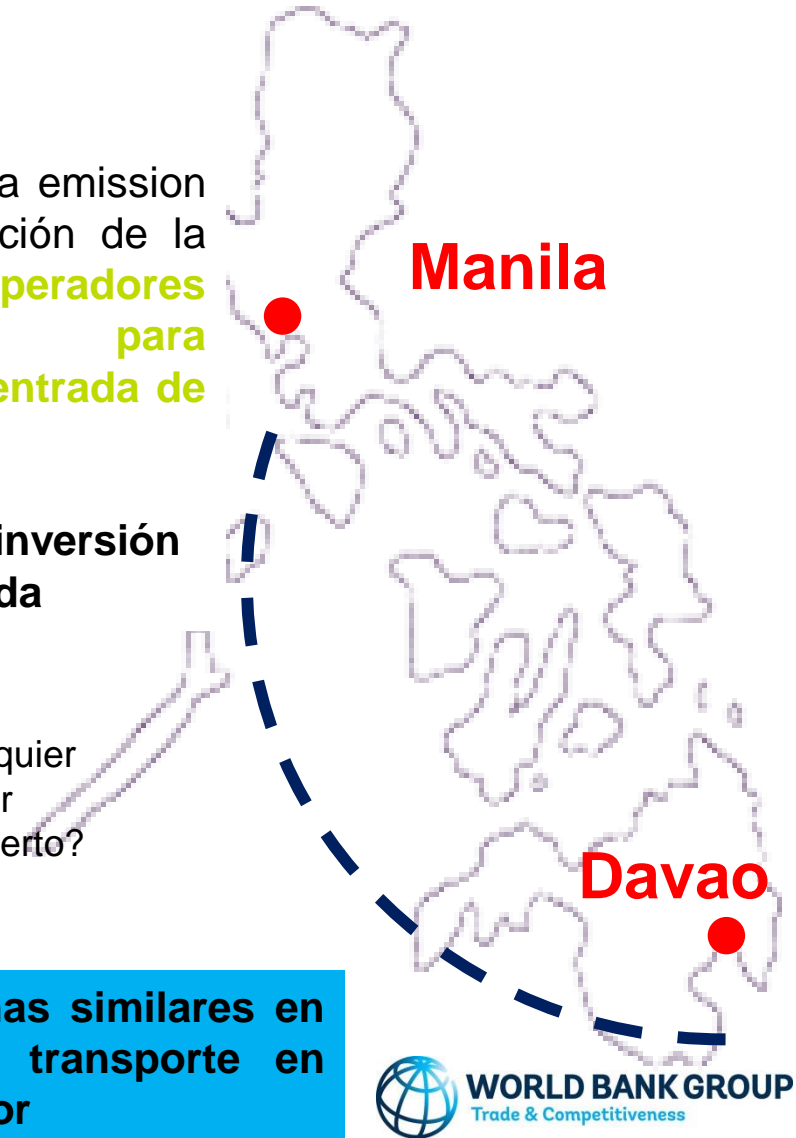 a emission
ción de la
peradores
para
entrada de
inversión
da
quier
r
erto?
nas similares en
transporte en
or
Manila
Davao
WORLD BANK GROUP
Trade & Competitiveness